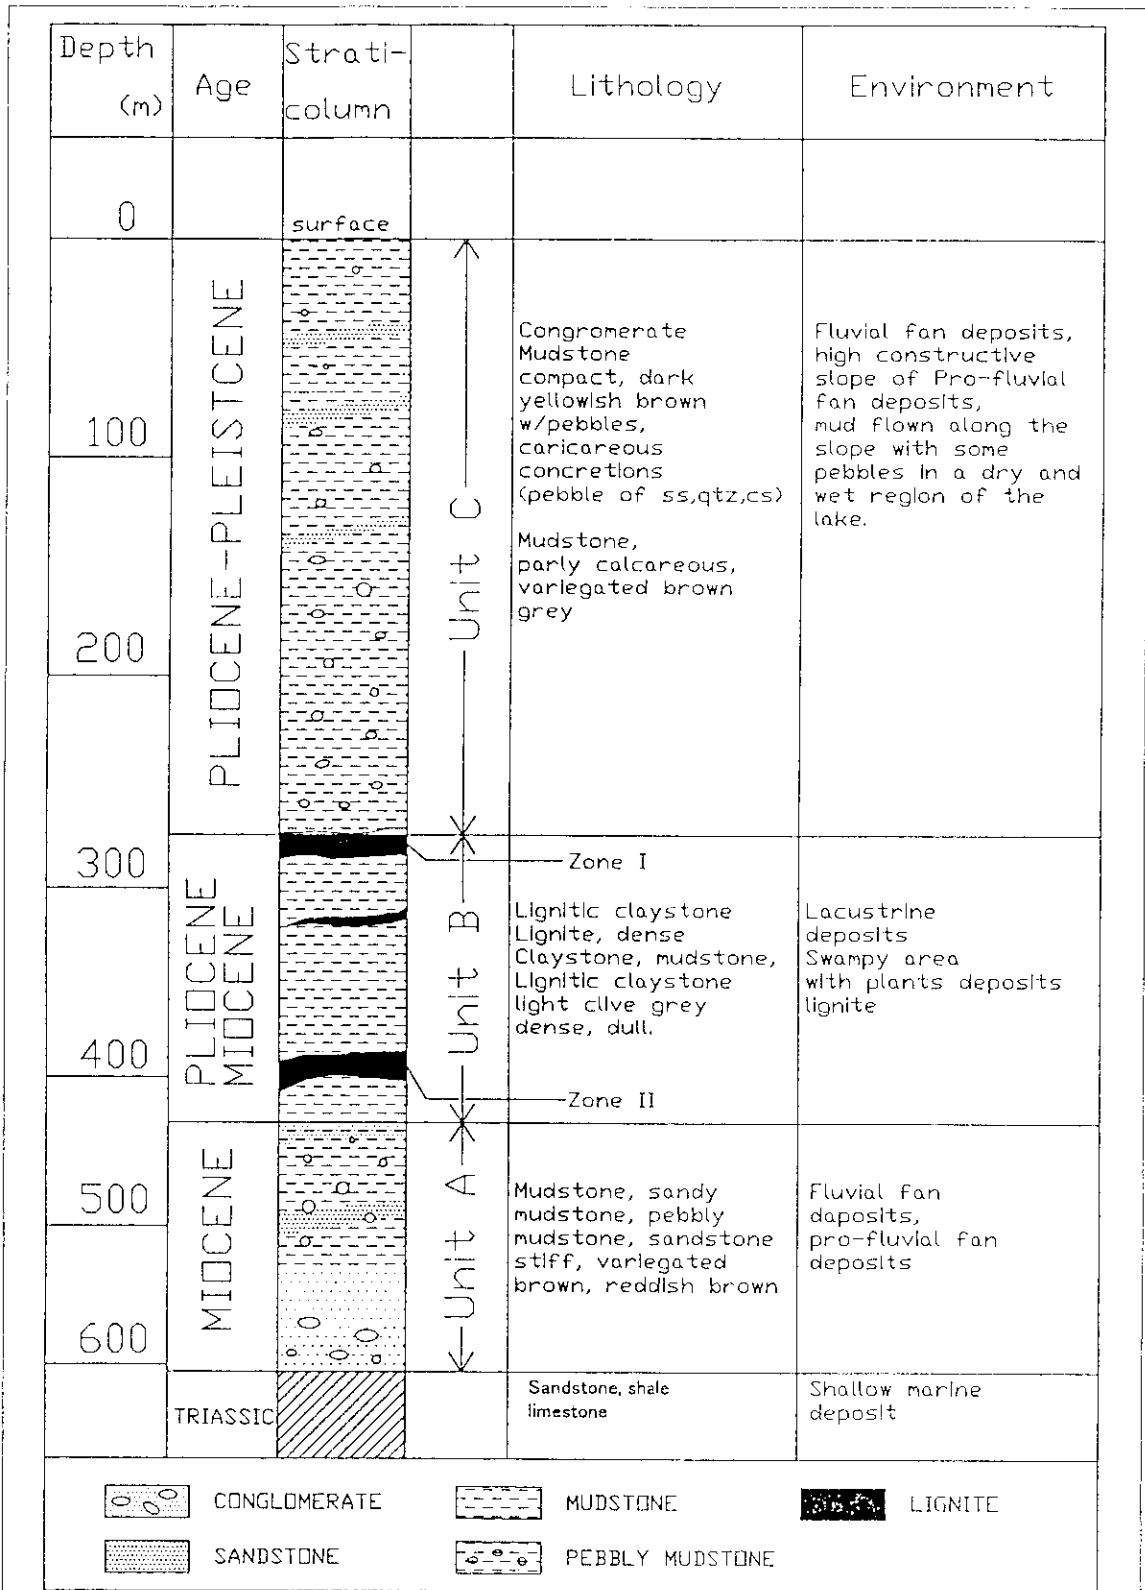 Depth
(m)
Age
Strati-
column
Lithology
Environment
0
surface
100
200
300
400
500
600
PLIOCENE-PLEISTCENE
Unit C
Congromerate
Mudstone
compact, dark
yellowish brown
w/pebbles,
caricareous
concretions
(pebble of ss,qtz,cs)
Mudstone,
parly calcareous,
variegated brown
grey
Fluvial fan deposits,
high constructive
slope of Pro-fluvial
fan deposits,
mud flown along the
slope with some
pebbles in a dry and
wet region of the
lake.
PLIOCENE
MIOCENE
Unit B
Zone I
Lignitic claystone
Lignite, dense
Claystone, mudstone,
Lignitic claystone
light clive grey
dense, dull.
Zone II
Lacustrine
deposits
Swampy area
with plants deposits
lignite
MIOCENE
Unit A
Mudstone, sandy
mudstone, pebbly
mudstone, sandstone
stiff, variegated
brown, reddish brown
Fluvial fan
daposits,
pro-fluvial fan
deposits
TRIASSIC
Sandstone, shale
limestone
Shallow marine
deposit
CONGLOMERATE
MUDSTONE
LIGNITE
SANDSTONE
PEBBLY MUDSTONE